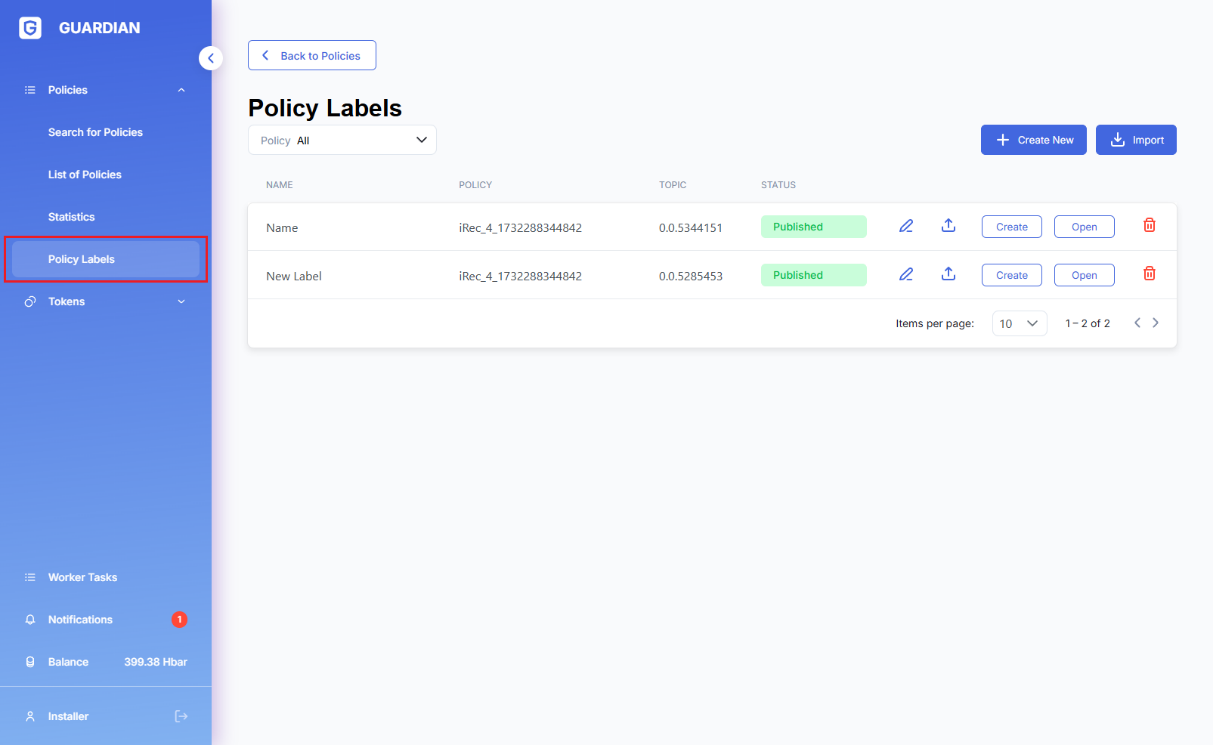 GUARDIAN
Policies
Search for Policies
List of Policies
Statistics
Policy Labels
Tokens
Worker Tasks
Notifications 1
Balance 399.38 Hbar
Installer
Back to Policies
Policy Labels
Policy All
Create New Import
NAME POLICY TOPIC STATUS
Name iRec_4_1732288344842 0.0.5344151 Published Create Open
New Label iRec_4_1732288344842 0.0.5285453 Published Create Open
Items per page: 10 1 – 2 of 2